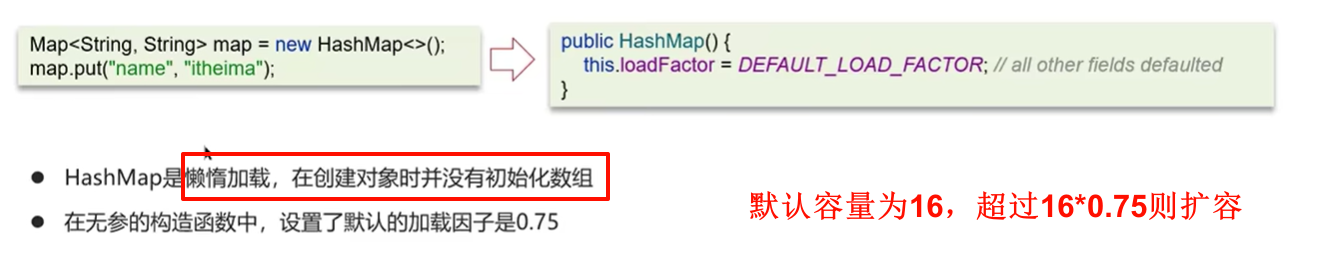 Map<String, String> map = new HashMap<>();
map.put("name", "itheima");
public HashMap() {
this.loadFactor = DEFAULT_LOAD_FACTOR; // all other fields defaulted
}
● HashMap是懒惰加载，在创建对象时并没有初始化数组
● 在无参的构造函数中，设置了默认的加载因子是0.75
默认容量为16，超过16*0.75则扩容